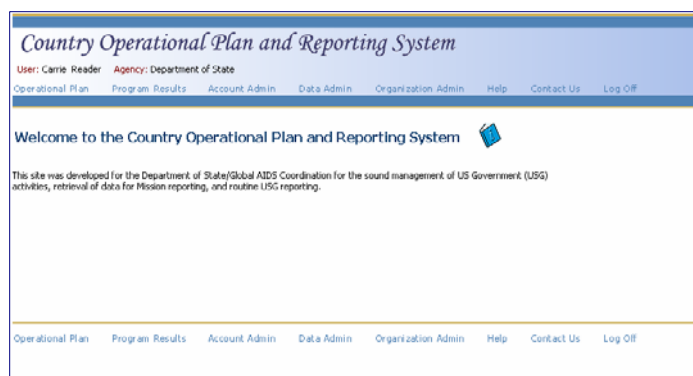 Country Operational Plan and Reporting System
User: Carrie Reader Agency: Department of State
Operational Plan Program Results Account Admin Data Admin Organization Admin Help Contact Us Log Off
Welcome to the Country Operational Plan and Reporting System
This site was developed for the Department of State/Global AIDS Coordination for the sound management of US Government (USG)
activities, retrieval of data for Mission reporting, and routine USG reporting.
Operational Plan Program Results Account Admin Data Admin Organization Admin Help Contact Us Log Off